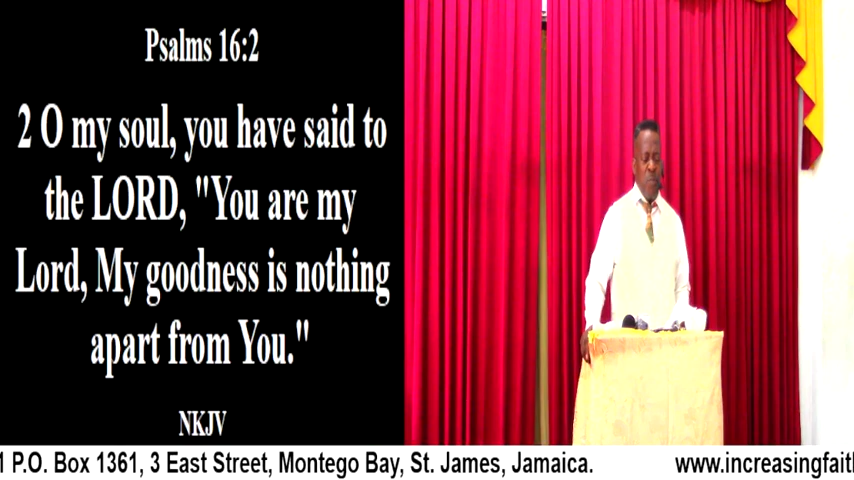 Psalms 16:2
2 O my soul, you have said to
the LORD, "You are my
Lord, My goodness is nothing
apart from You."
NKJV
P.O. Box 1361, 3 East Street, Montego Bay, St. James, Jamaica. www.increasingfait